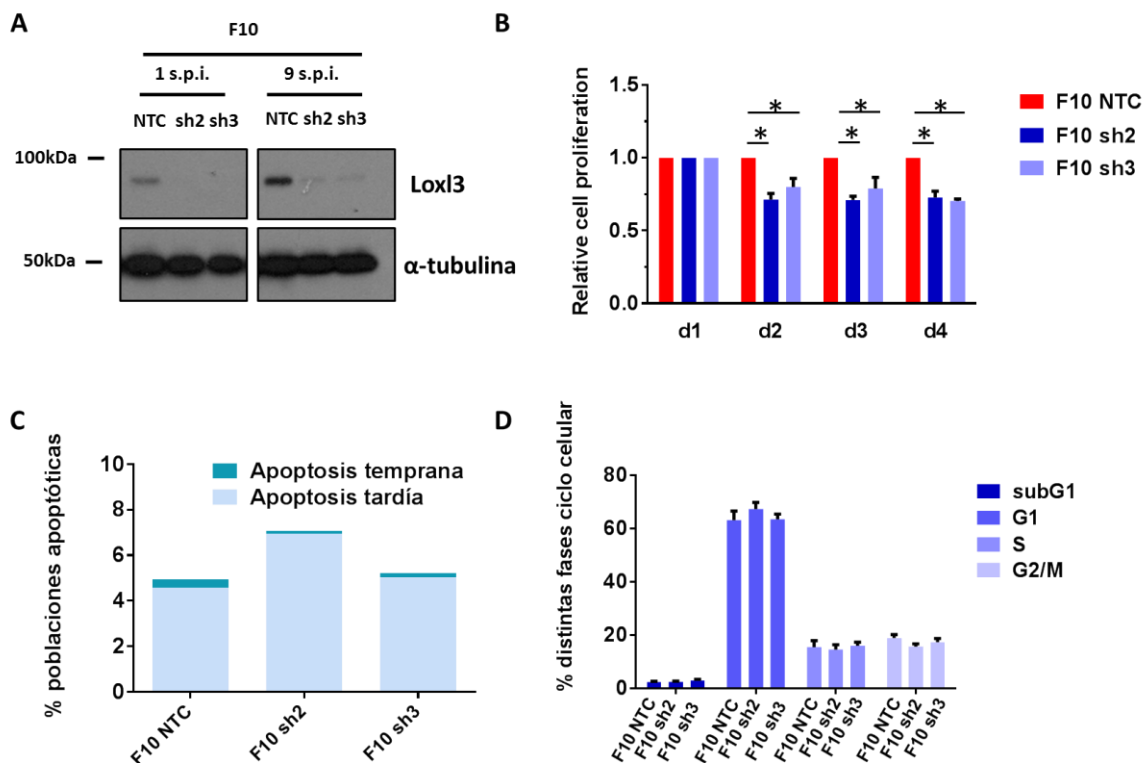 A
F10
1 s.p.i.
9 s.p.i.
NTC sh2 sh3
NTC sh2 sh3
100kDa
Loxl3
50kDa
α-tubulina
B
Relative cell proliferation
1.5
1.0
0.5
0.0
* * * * * *
d1 d2 d3 d4
F10 NTC
F10 sh2
F10 sh3
C
% poblaciones apoptóticas
10
8
6
4
2
0
Apoptosis temprana
Apoptosis tardía
F10 NTC
F10 sh2
F10 sh3
D
% distintas fases ciclo celular
80
60
40
20
0
subG1
G1
S
G2/M
F10 NTC
F10 sh2
F10 sh3
F10 NTC
F10 sh2
F10 sh3
F10 NTC
F10 sh2
F10 sh3
F10 NTC
F10 sh2
F10 sh3